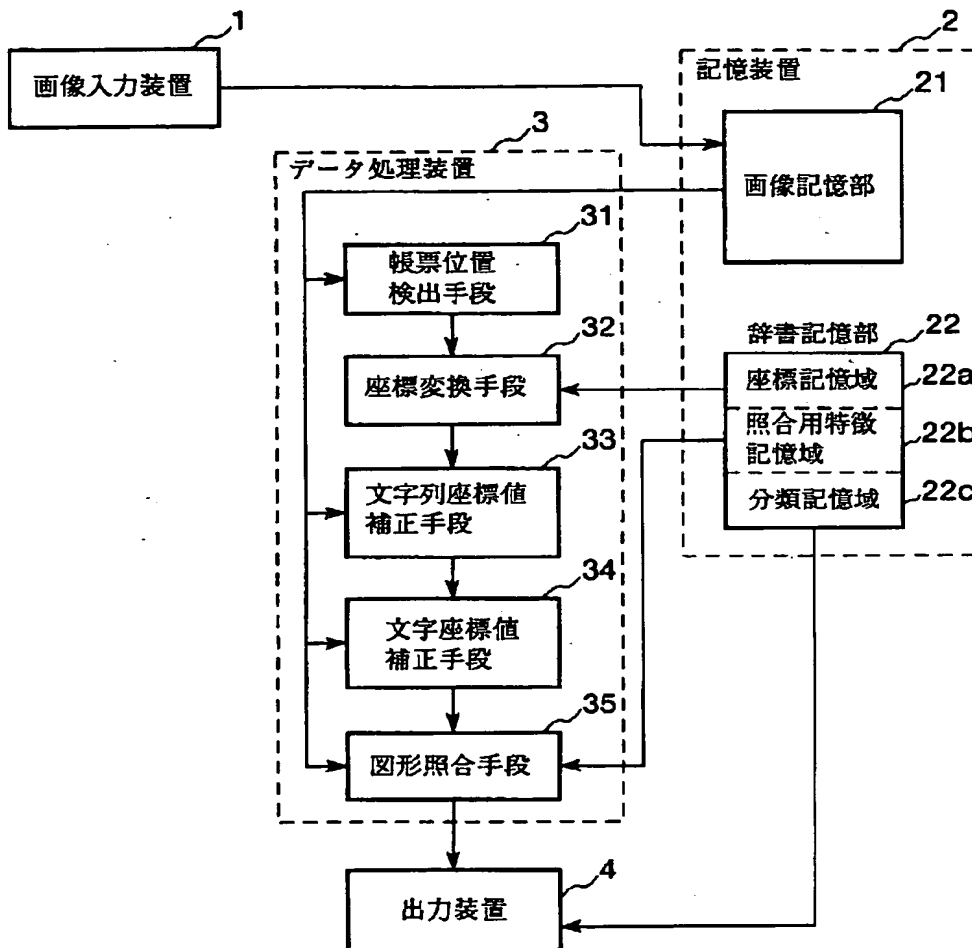 1
画像入力装置
2
記憶装置
21
画像記憶部
3
データ処理装置
31
帳票位置
検出手段
32
座標変換手段
33
文字列座標値
補正手段
34
文字座標値
補正手段
35
図形照合手段
辞書記憶部
22
座標記憶域
22a
照合用特徴
記憶域
22b
分類記憶域
22c
4
出力装置